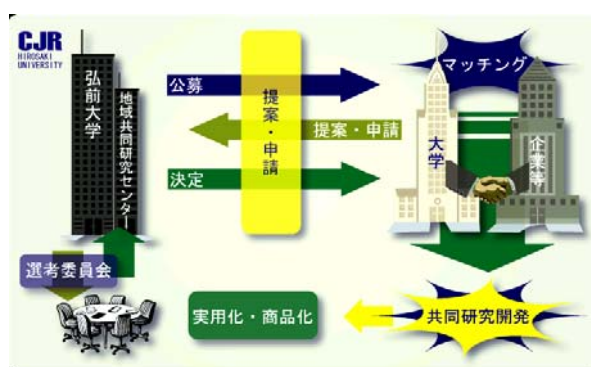 CJR
HIROSAKI
UNIVERSITY
弘前大学
地域共同研究センター
公募
提案・申請
提案・申請
決定
マッチング
大学
企業等
選考委員会
実用化・商品化
共同研究開発